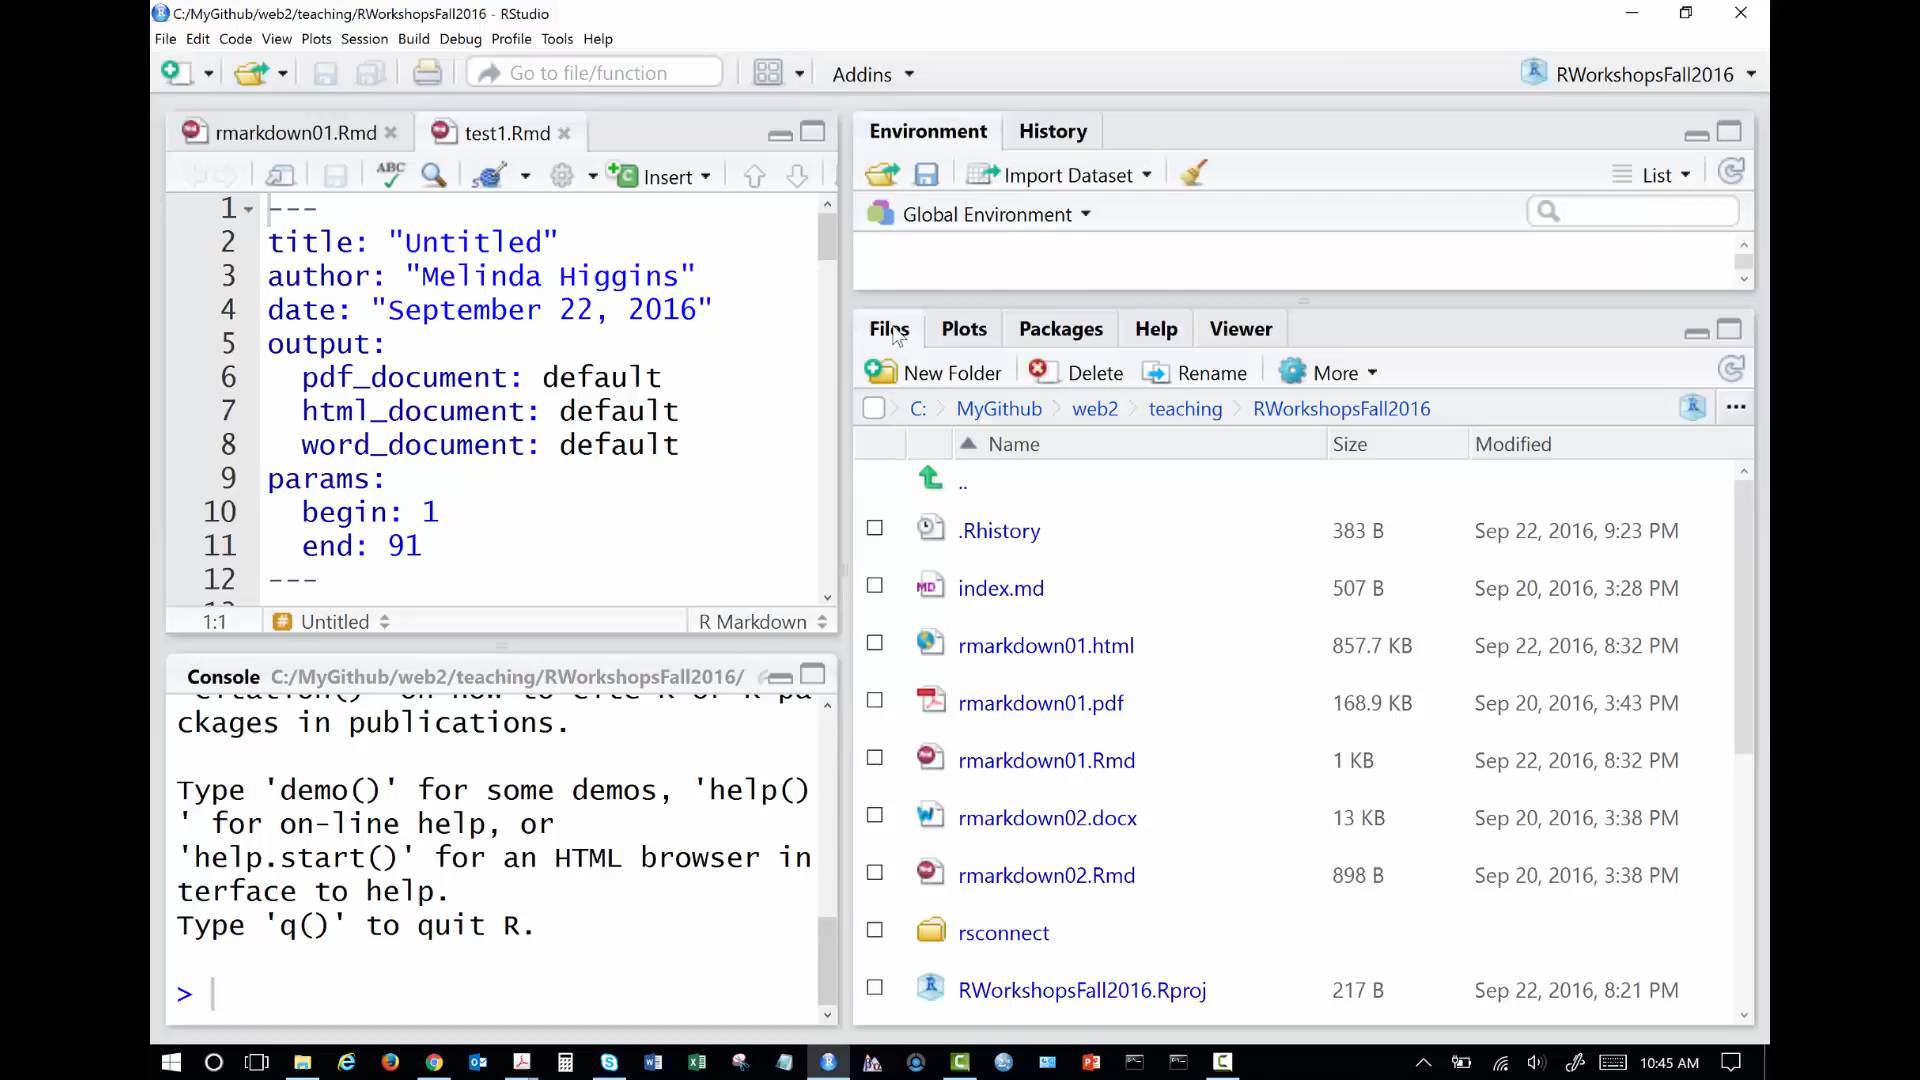 C:/MyGithub/web2/teaching/RWorkshopsFall2016 - RStudio
File Edit Code View Plots Session Build Debug Profile Tools Help
Go to file/function
Addins
RWorkshopsFall2016
rmarkdown01.Rmd
test1.Rmd
ABC
Insert
1 ---
2 title: "Untitled"
3 author: "Melinda Higgins"
4 date: "September 22, 2016"
5 output:
6 pdf_document: default
7 html_document: default
8 word_document: default
9 params:
10 begin: 1
11 end: 91
12 ---
1:1
Untitled
R Markdown
Console C:/MyGithub/web2/teaching/RWorkshopsFall2016/
'citation()' on how to cite R or R pa
ckages in publications.
Type 'demo()' for some demos, 'help()
' for on-line help, or
'help.start()' for an HTML browser in
terface to help.
Type 'q()' to quit R.
>
Environment History
Import Dataset
List
Global Environment
Files Plots Packages Help Viewer
New Folder Delete Rename More
C: MyGithub web2 teaching RWorkshopsFall2016
Name Size Modified
..
.Rhistory 383 B Sep 22, 2016, 9:23 PM
index.md 507 B Sep 20, 2016, 3:28 PM
rmarkdown01.html 857.7 KB Sep 22, 2016, 8:32 PM
rmarkdown01.pdf 168.9 KB Sep 20, 2016, 3:43 PM
rmarkdown01.Rmd 1 KB Sep 22, 2016, 8:32 PM
rmarkdown02.docx 13 KB Sep 20, 2016, 3:38 PM
rmarkdown02.Rmd 898 B Sep 20, 2016, 3:38 PM
rsconnect
RWorkshopsFall2016.Rproj 217 B Sep 22, 2016, 8:21 PM
10:45 AM